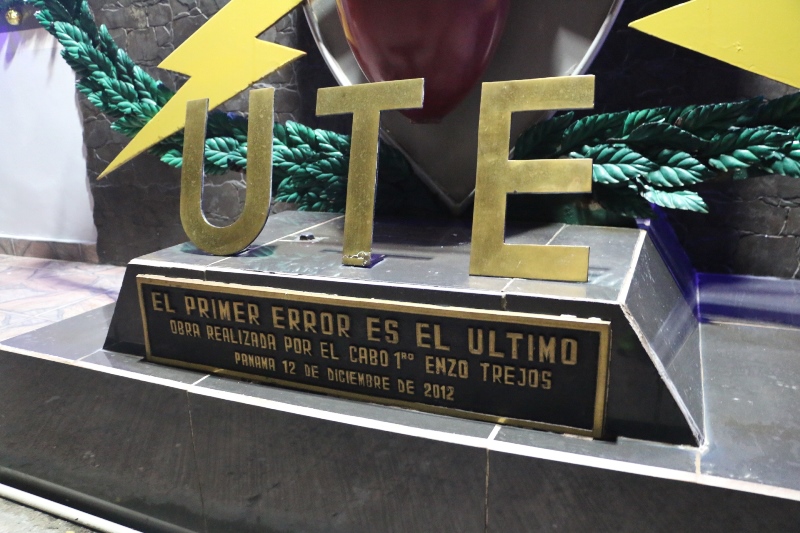 UTE
EL PRIMER ERROR ES EL ULTIMO
OBRA REALIZADA POR EL CABO 1RO ENZO TREJOS
PANAMA 12 DE DICIEMBRE DE 2012